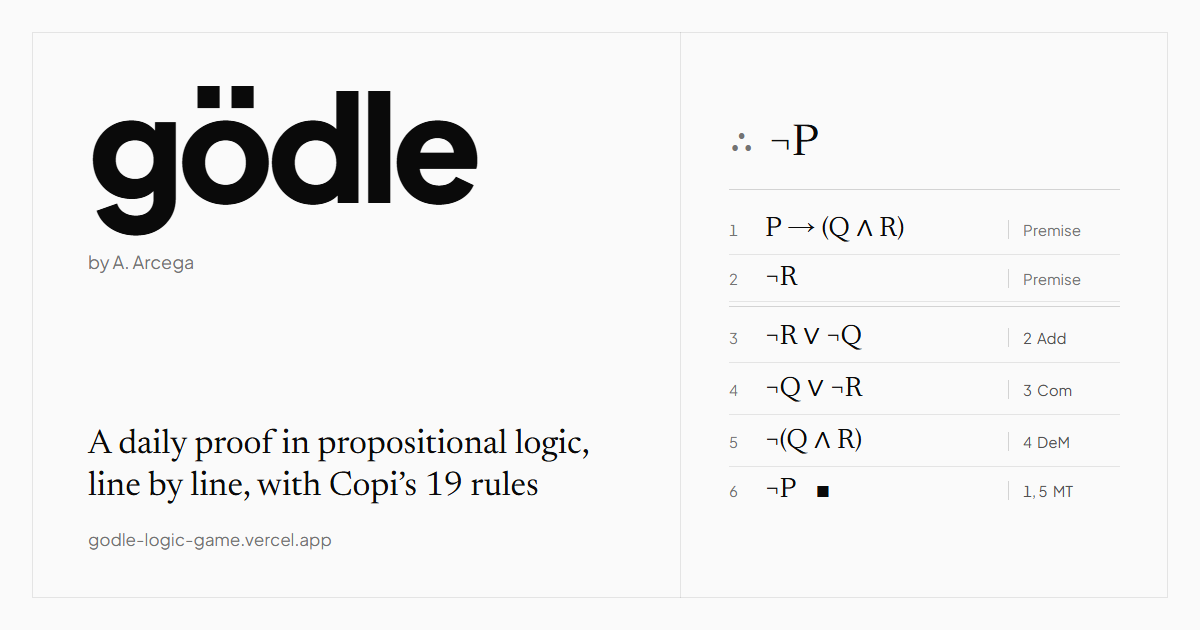 gödle
by A. Arcega
A daily proof in propositional logic,
line by line, with Copi’s 19 rules
godle-logic-game.vercel.app
∴ ¬P
1 P → (Q ∧ R) Premise
2 ¬R Premise
3 ¬R ∨ ¬Q 2 Add
4 ¬Q ∨ ¬R 3 Com
5 ¬(Q ∧ R) 4 DeM
6 ¬P ■ 1, 5 MT